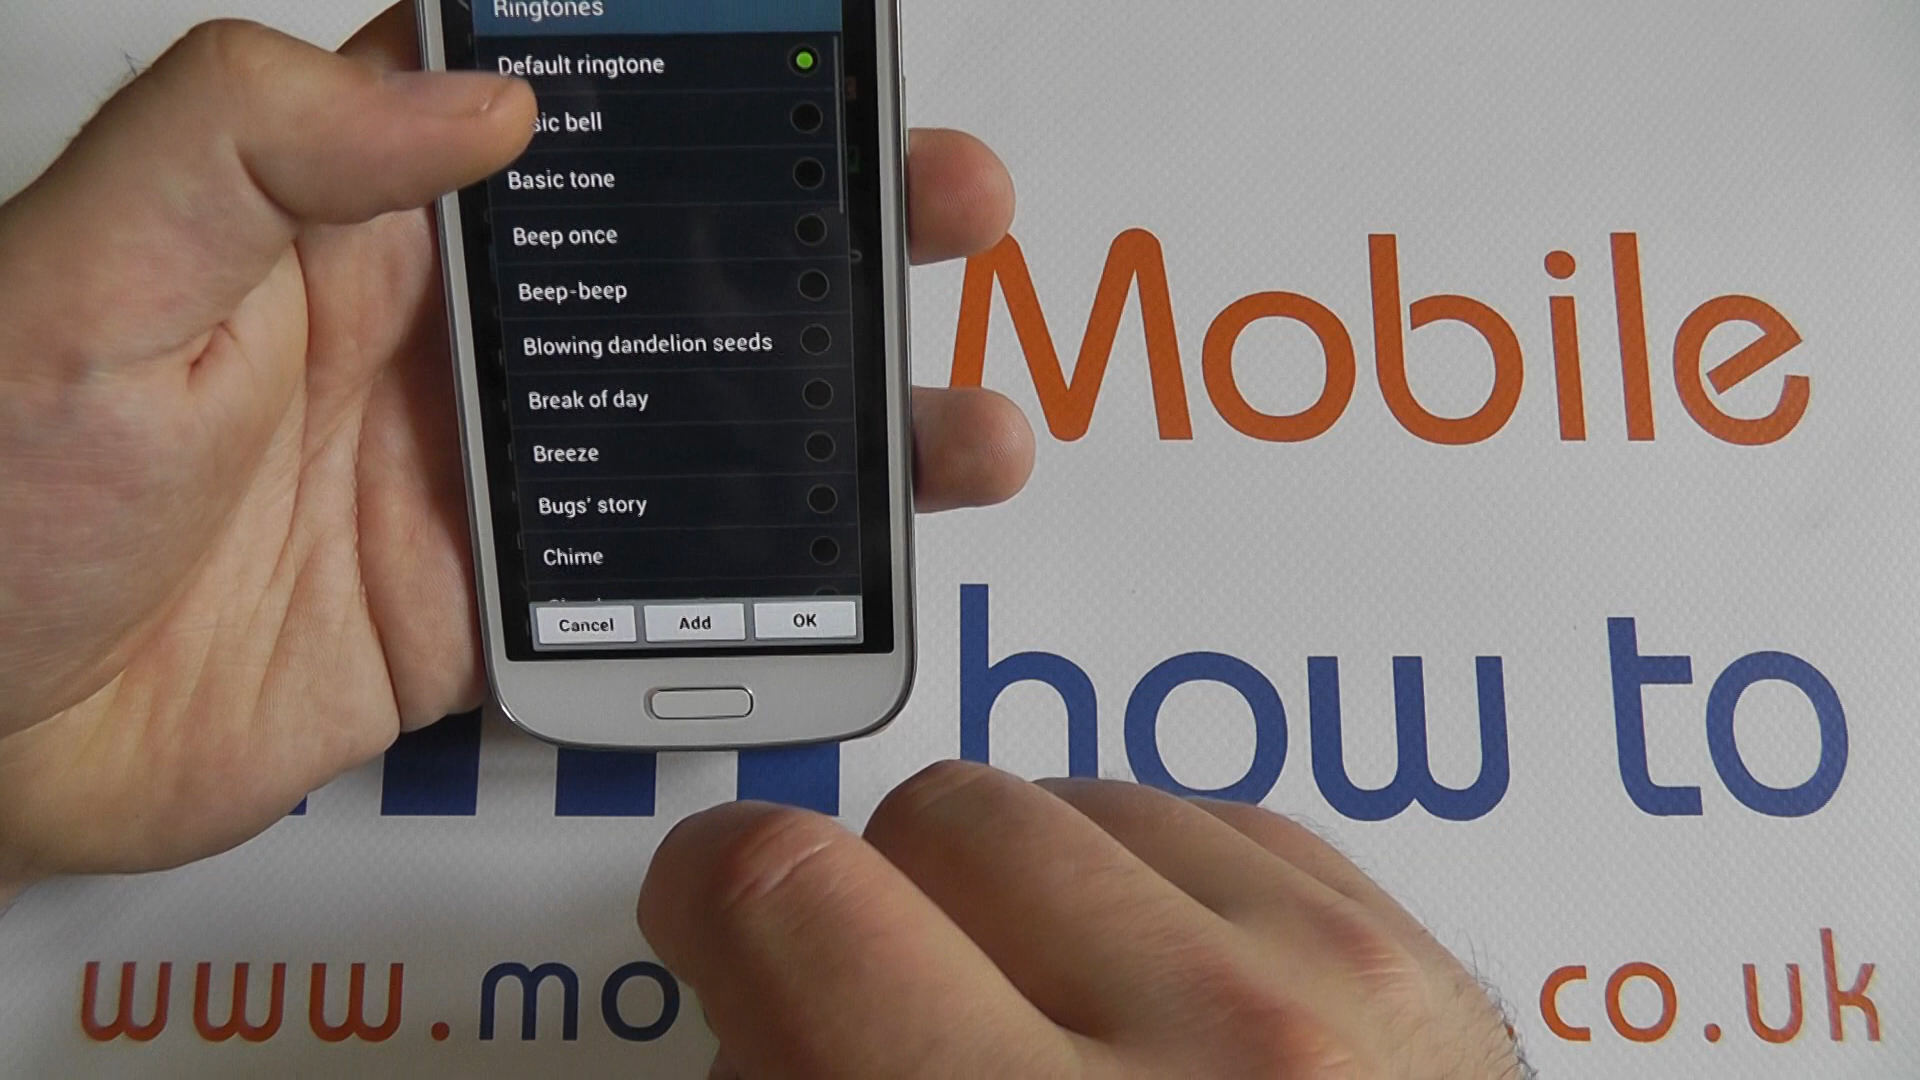 Ringtones
Default ringtone
sic bell
Basic tone
Beep once
Beep-beep
Blowing dandelion seeds
Break of day
Breeze
Bugs' story
Chime
Cancel Add OK
Mobile
how to
www.mo .co.uk